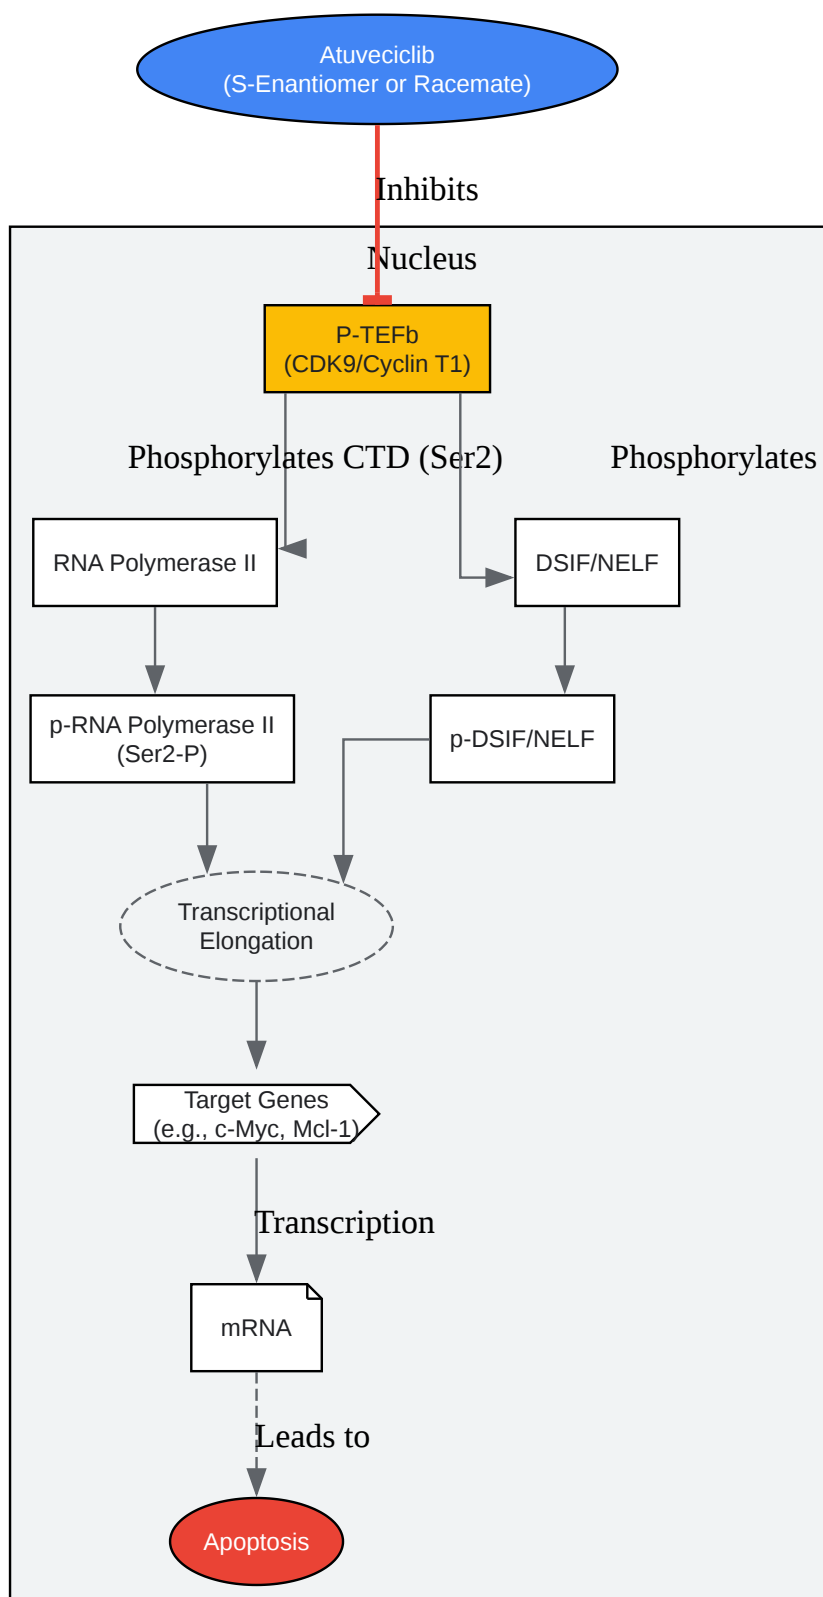 Atuveciclib
(S-Enantiomer or Racemate)
Inhibits
Nucleus
P-TEFb
(CDK9/Cyclin T1)
Phosphorylates CTD (Ser2)
Phosphorylates
RNA Polymerase II
DSIF/NELF
p-RNA Polymerase II
(Ser2-P)
p-DSIF/NELF
Transcriptional
Elongation
Target Genes
(e.g., c-Myc, Mcl-1)
Transcription
mRNA
Leads to
Apoptosis